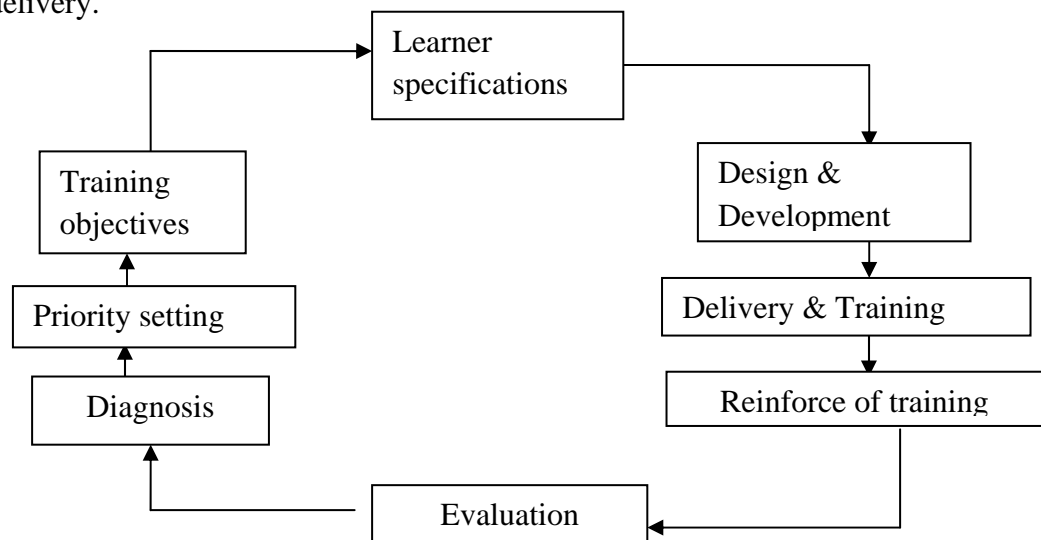 delivery.
Learner
specifications
Training
objectives
Design &
Development
Priority setting
Delivery & Training
Diagnosis
Reinforce of training
Evaluation